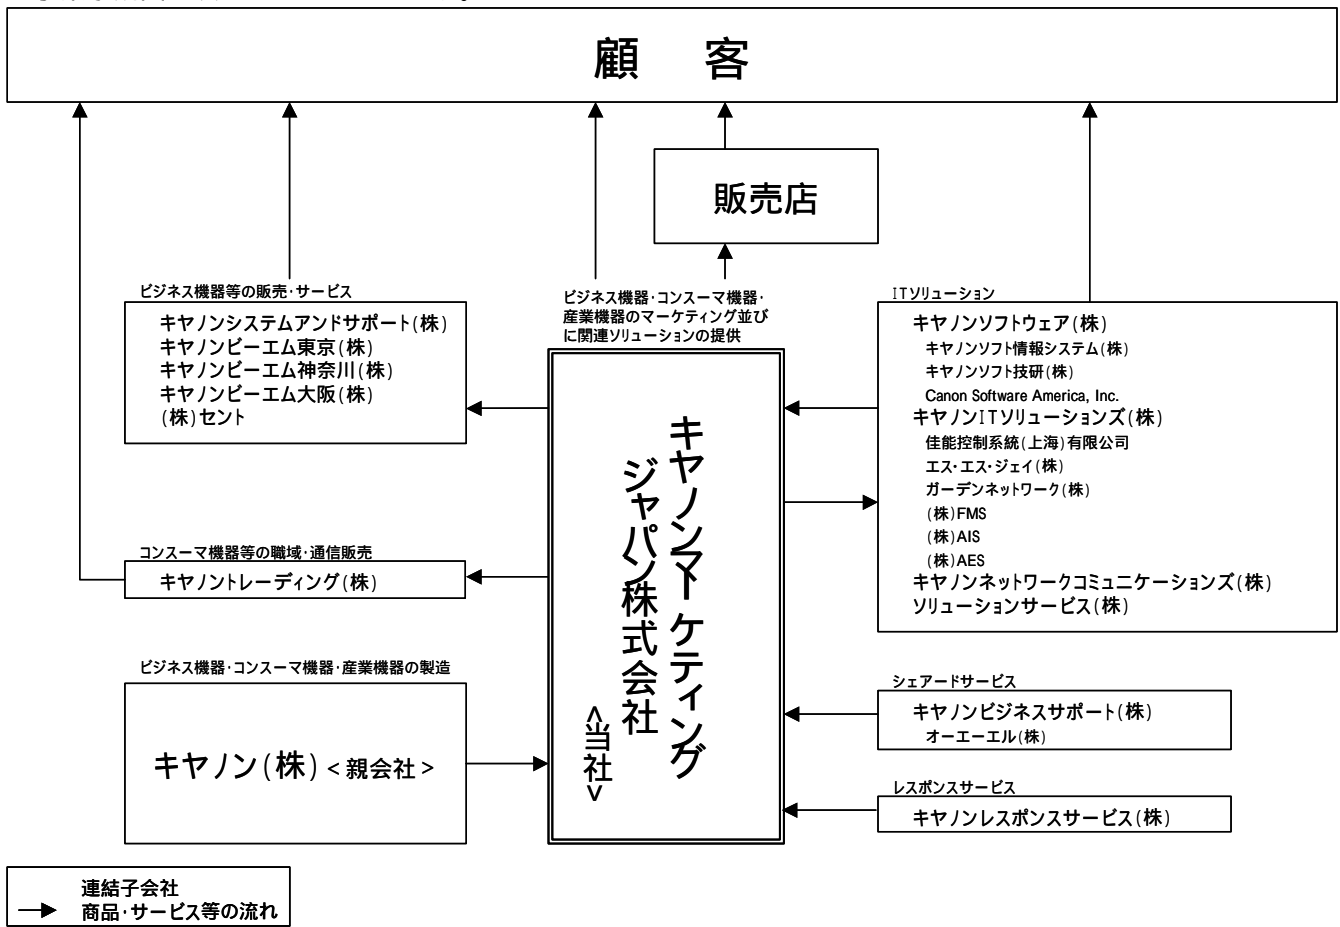 顧 客
販売店
ビジネス機器等の販売・サービス
キヤノンシステムアンドサポート(株)
キヤノンビーエム東京(株)
キヤノンビーエム神奈川(株)
キヤノンビーエム大阪(株)
(株)セント
コンスーマ機器等の職域・通信販売
キヤノントレーディング(株)
ビジネス機器・コンスーマ機器・産業機器の製造
キヤノン(株)<親会社>
ビジネス機器・コンスーマ機器・
産業機器のマーケティング並び
に関連ソリューションの提供
キヤノンマーケティング
ジャパン株式会社
<当社>
ITソリューション
キヤノンソフトウェア(株)
キヤノンソフト情報システム(株)
キヤノンソフト技研(株)
Canon Software America, Inc.
キヤノンITソリューションズ(株)
佳能控制系統(上海)有限公司
エス・エス・ジェイ(株)
ガーデンネットワーク(株)
(株)FMS
(株)AIS
(株)AES
キヤノンネットワークコミュニケーションズ(株)
ソリューションサービス(株)
シェアードサービス
キヤノンビジネスサポート(株)
オーエーエル(株)
レスポンスサービス
キヤノンレスポンスサービス(株)
連結子会社
商品・サービス等の流れ